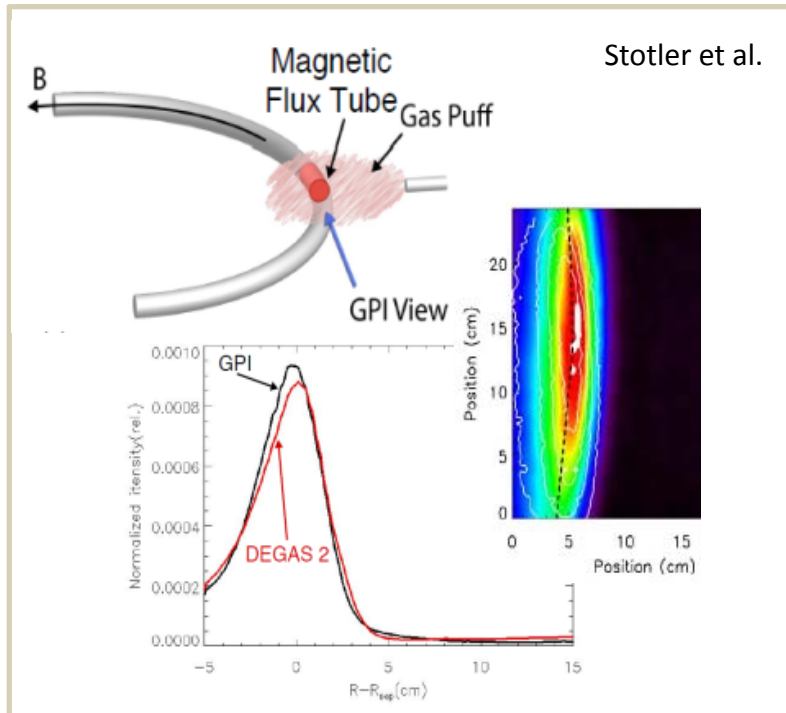 Stotler et al.
Magnetic
Flux Tube
B
Gas Puff
GPI View
0.0010
0.0008
0.0006
0.0004
0.0002
0.0000
Normalized itensity(rel.)
GPI
DEGAS 2
-5
0
5
10
15
R-Rsep(cm)
20
15
10
5
0
Position (cm)
0
5
10
15
Position (cm)